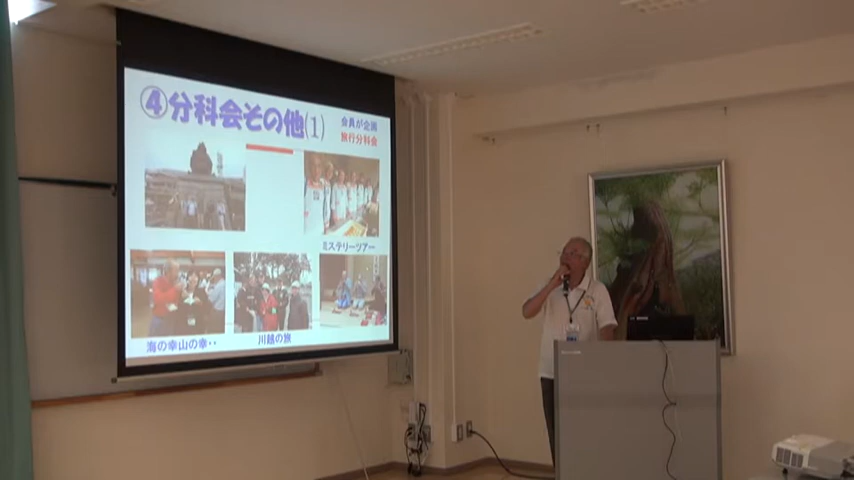 ④分科会その他(1)
会員が企画
旅行分科会
ミステリーツアー
海の幸山の幸・・
川越の旅